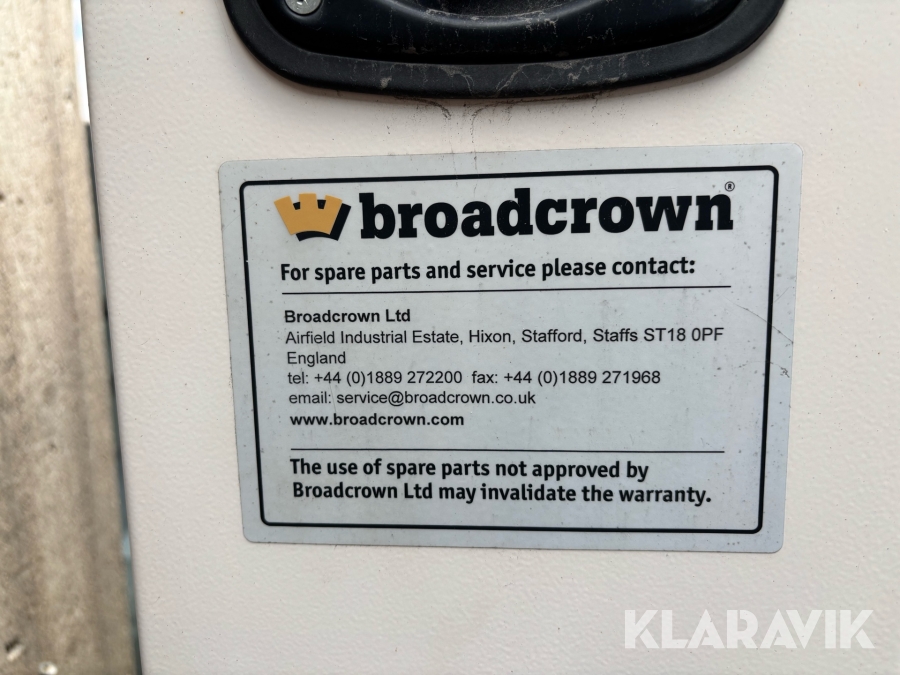 broadcrown®
For spare parts and service please contact:
Broadcrown Ltd
Airfield Industrial Estate, Hixon, Stafford, Staffs ST18 0PF
England
tel: +44 (0)1889 272200 fax: +44 (0)1889 271968
email: service@broadcrown.co.uk
www.broadcrown.com
The use of spare parts not approved by
Broadcrown Ltd may invalidate the warranty.
KLARAVIK